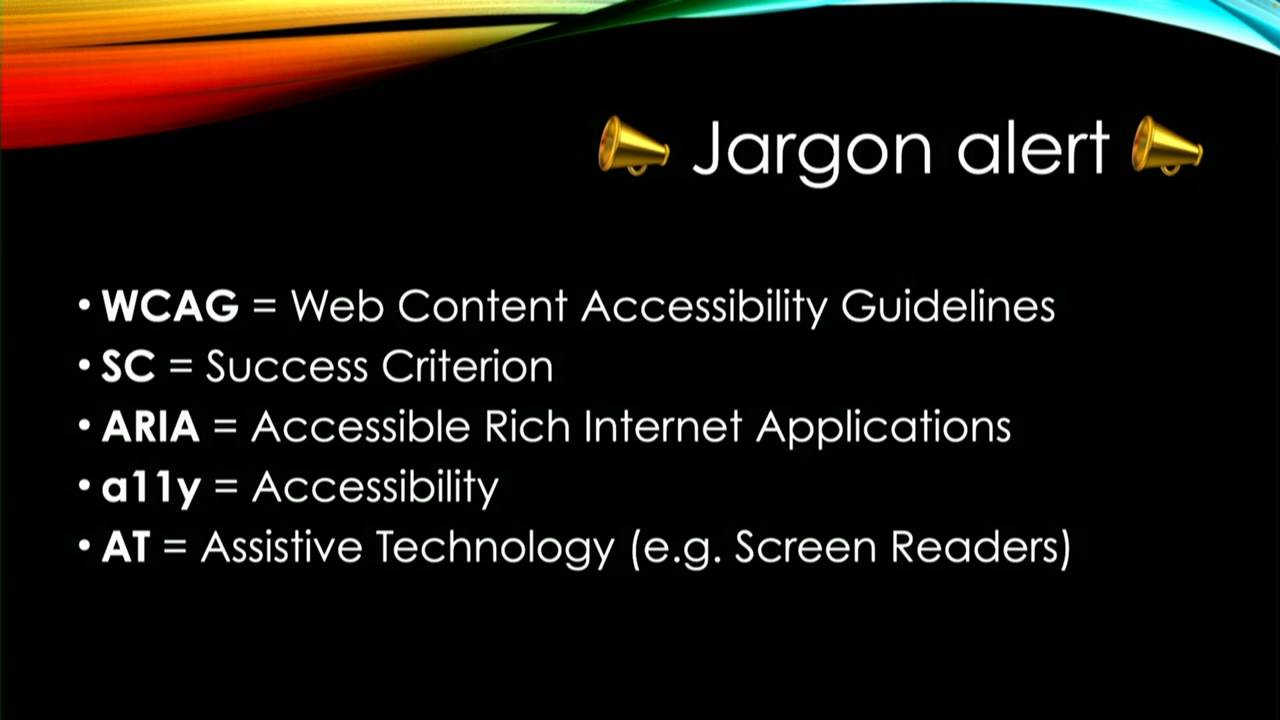 Jargon alert
• WCAG = Web Content Accessibility Guidelines
• SC = Success Criterion
• ARIA = Accessible Rich Internet Applications
• a11y = Accessibility
• AT = Assistive Technology (e.g. Screen Readers)